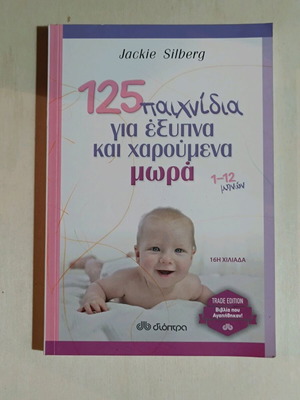 Jackie Silberg
125 παιχνίδια
για έξυπνα
και χαρούμενα
μωρά
1-12
μηνών
16Η ΧΙΛΙΑΔΑ
TRADE EDITION
Βιβλία που
Αγαπήθηκαν!
διόπτρα